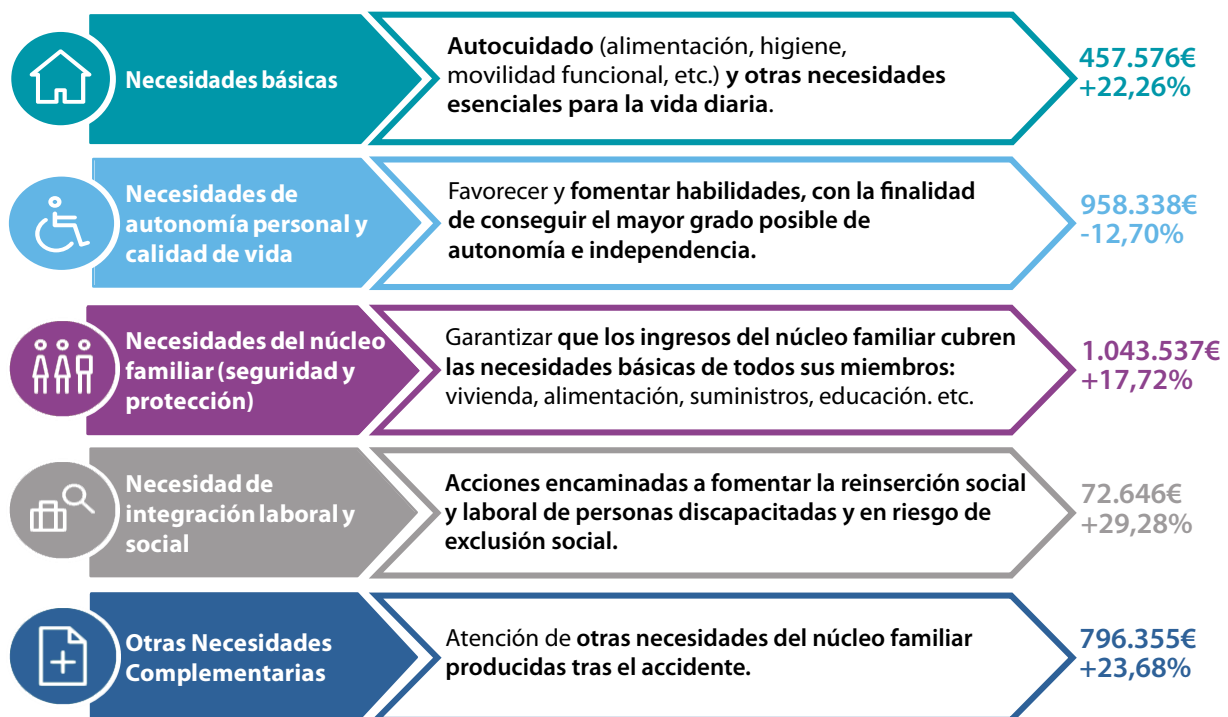 Necesidades básicas
Autocuidado (alimentación, higiene,
movilidad funcional, etc.) y otras necesidades
esenciales para la vida diaria.
457.576€
+22,26%
Necesidades de
autonomía personal y
calidad de vida
Favorecer y fomentar habilidades, con la finalidad
de conseguir el mayor grado posible de
autonomía e independencia.
958.338€
-12,70%
Necesidades del núcleo
familiar (seguridad y
protección)
Garantizar que los ingresos del núcleo familiar cubren
las necesidades básicas de todos sus miembros:
vivienda, alimentación, suministros, educación. etc.
1.043.537€
+17,72%
Necesidad de
integración laboral y
social
Acciones encaminadas a fomentar la reinserción social
y laboral de personas discapacitadas y en riesgo de
exclusión social.
72.646€
+29,28%
Otras Necesidades
Complementarias
Atención de otras necesidades del núcleo familiar
producidas tras el accidente.
796.355€
+23,68%